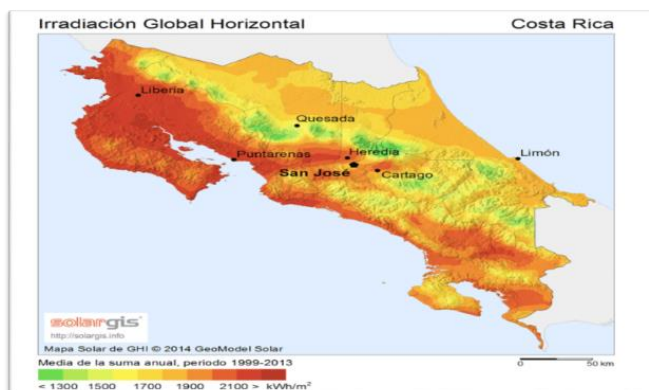 Irradiación Global Horizontal Costa Rica
Liberia
Quesada
Puntarenas
Heredia
Limón
San José
Cartago
solargis
http://solargis.info
Mapa Solar de GHI © 2014 GeoModel Solar
Media de la suma anual, periodo 1999-2013
0 50 km
< 1300 1500 1700 1900 2100 > kWh/m²